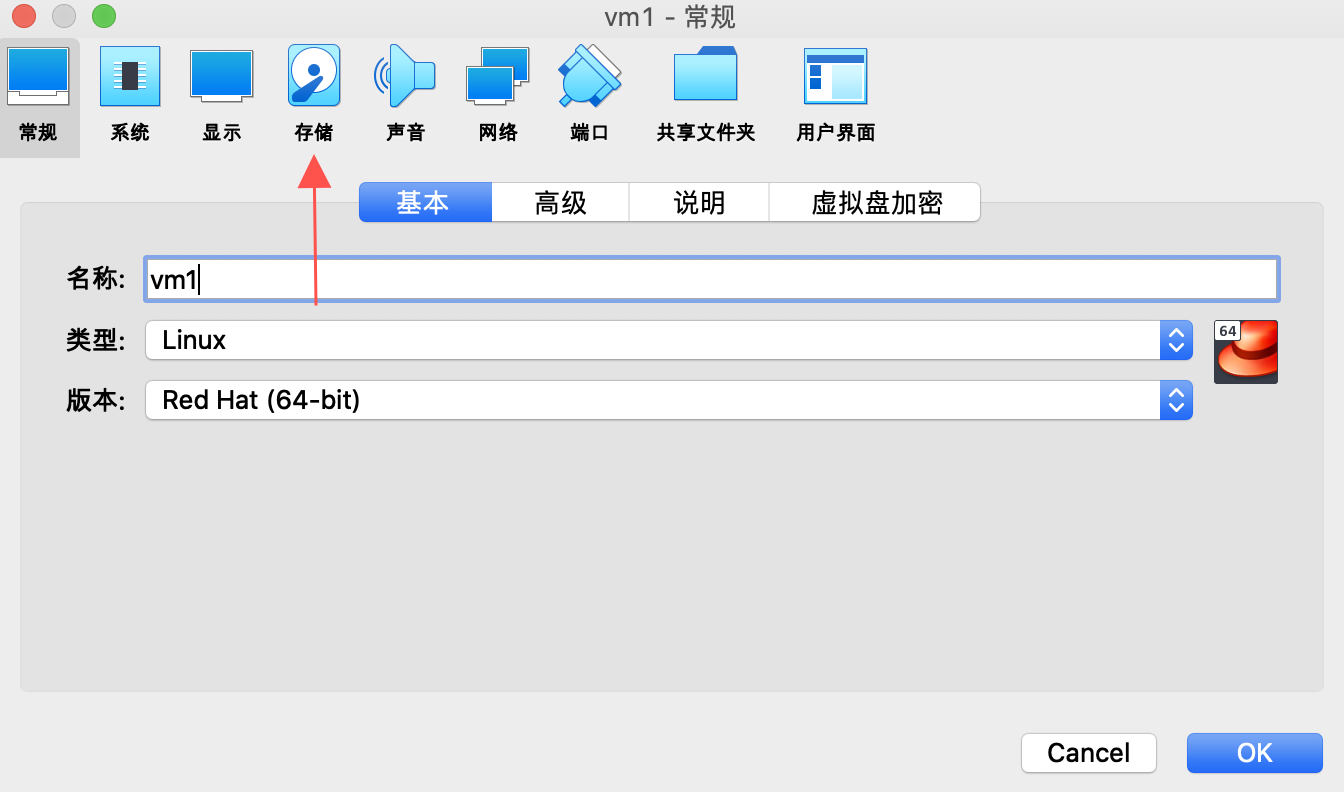 vm1 - 常规
常规 系统 显示 存储 声音 网络 端口 共享文件夹 用户界面
基本 高级 说明 虚拟盘加密
名称: vm1
类型: Linux
64
版本: Red Hat (64-bit)
Cancel OK